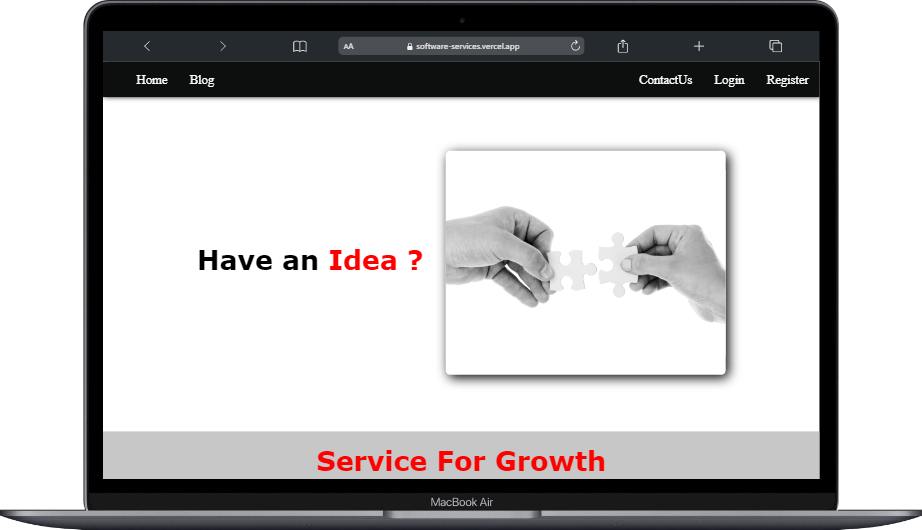 AA software-services.vercel.app
Home Blog ContactUs Login Register
Have an Idea ?
Service For Growth
MacBook Air